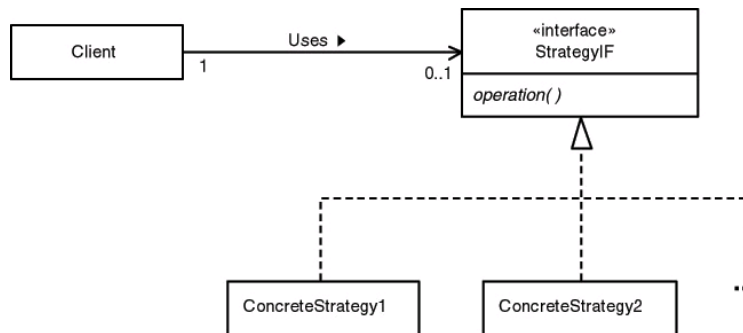 Client
Uses ▶
1
0..1
«interface»
StrategyIF
operation( )
ConcreteStrategy1
ConcreteStrategy2
..